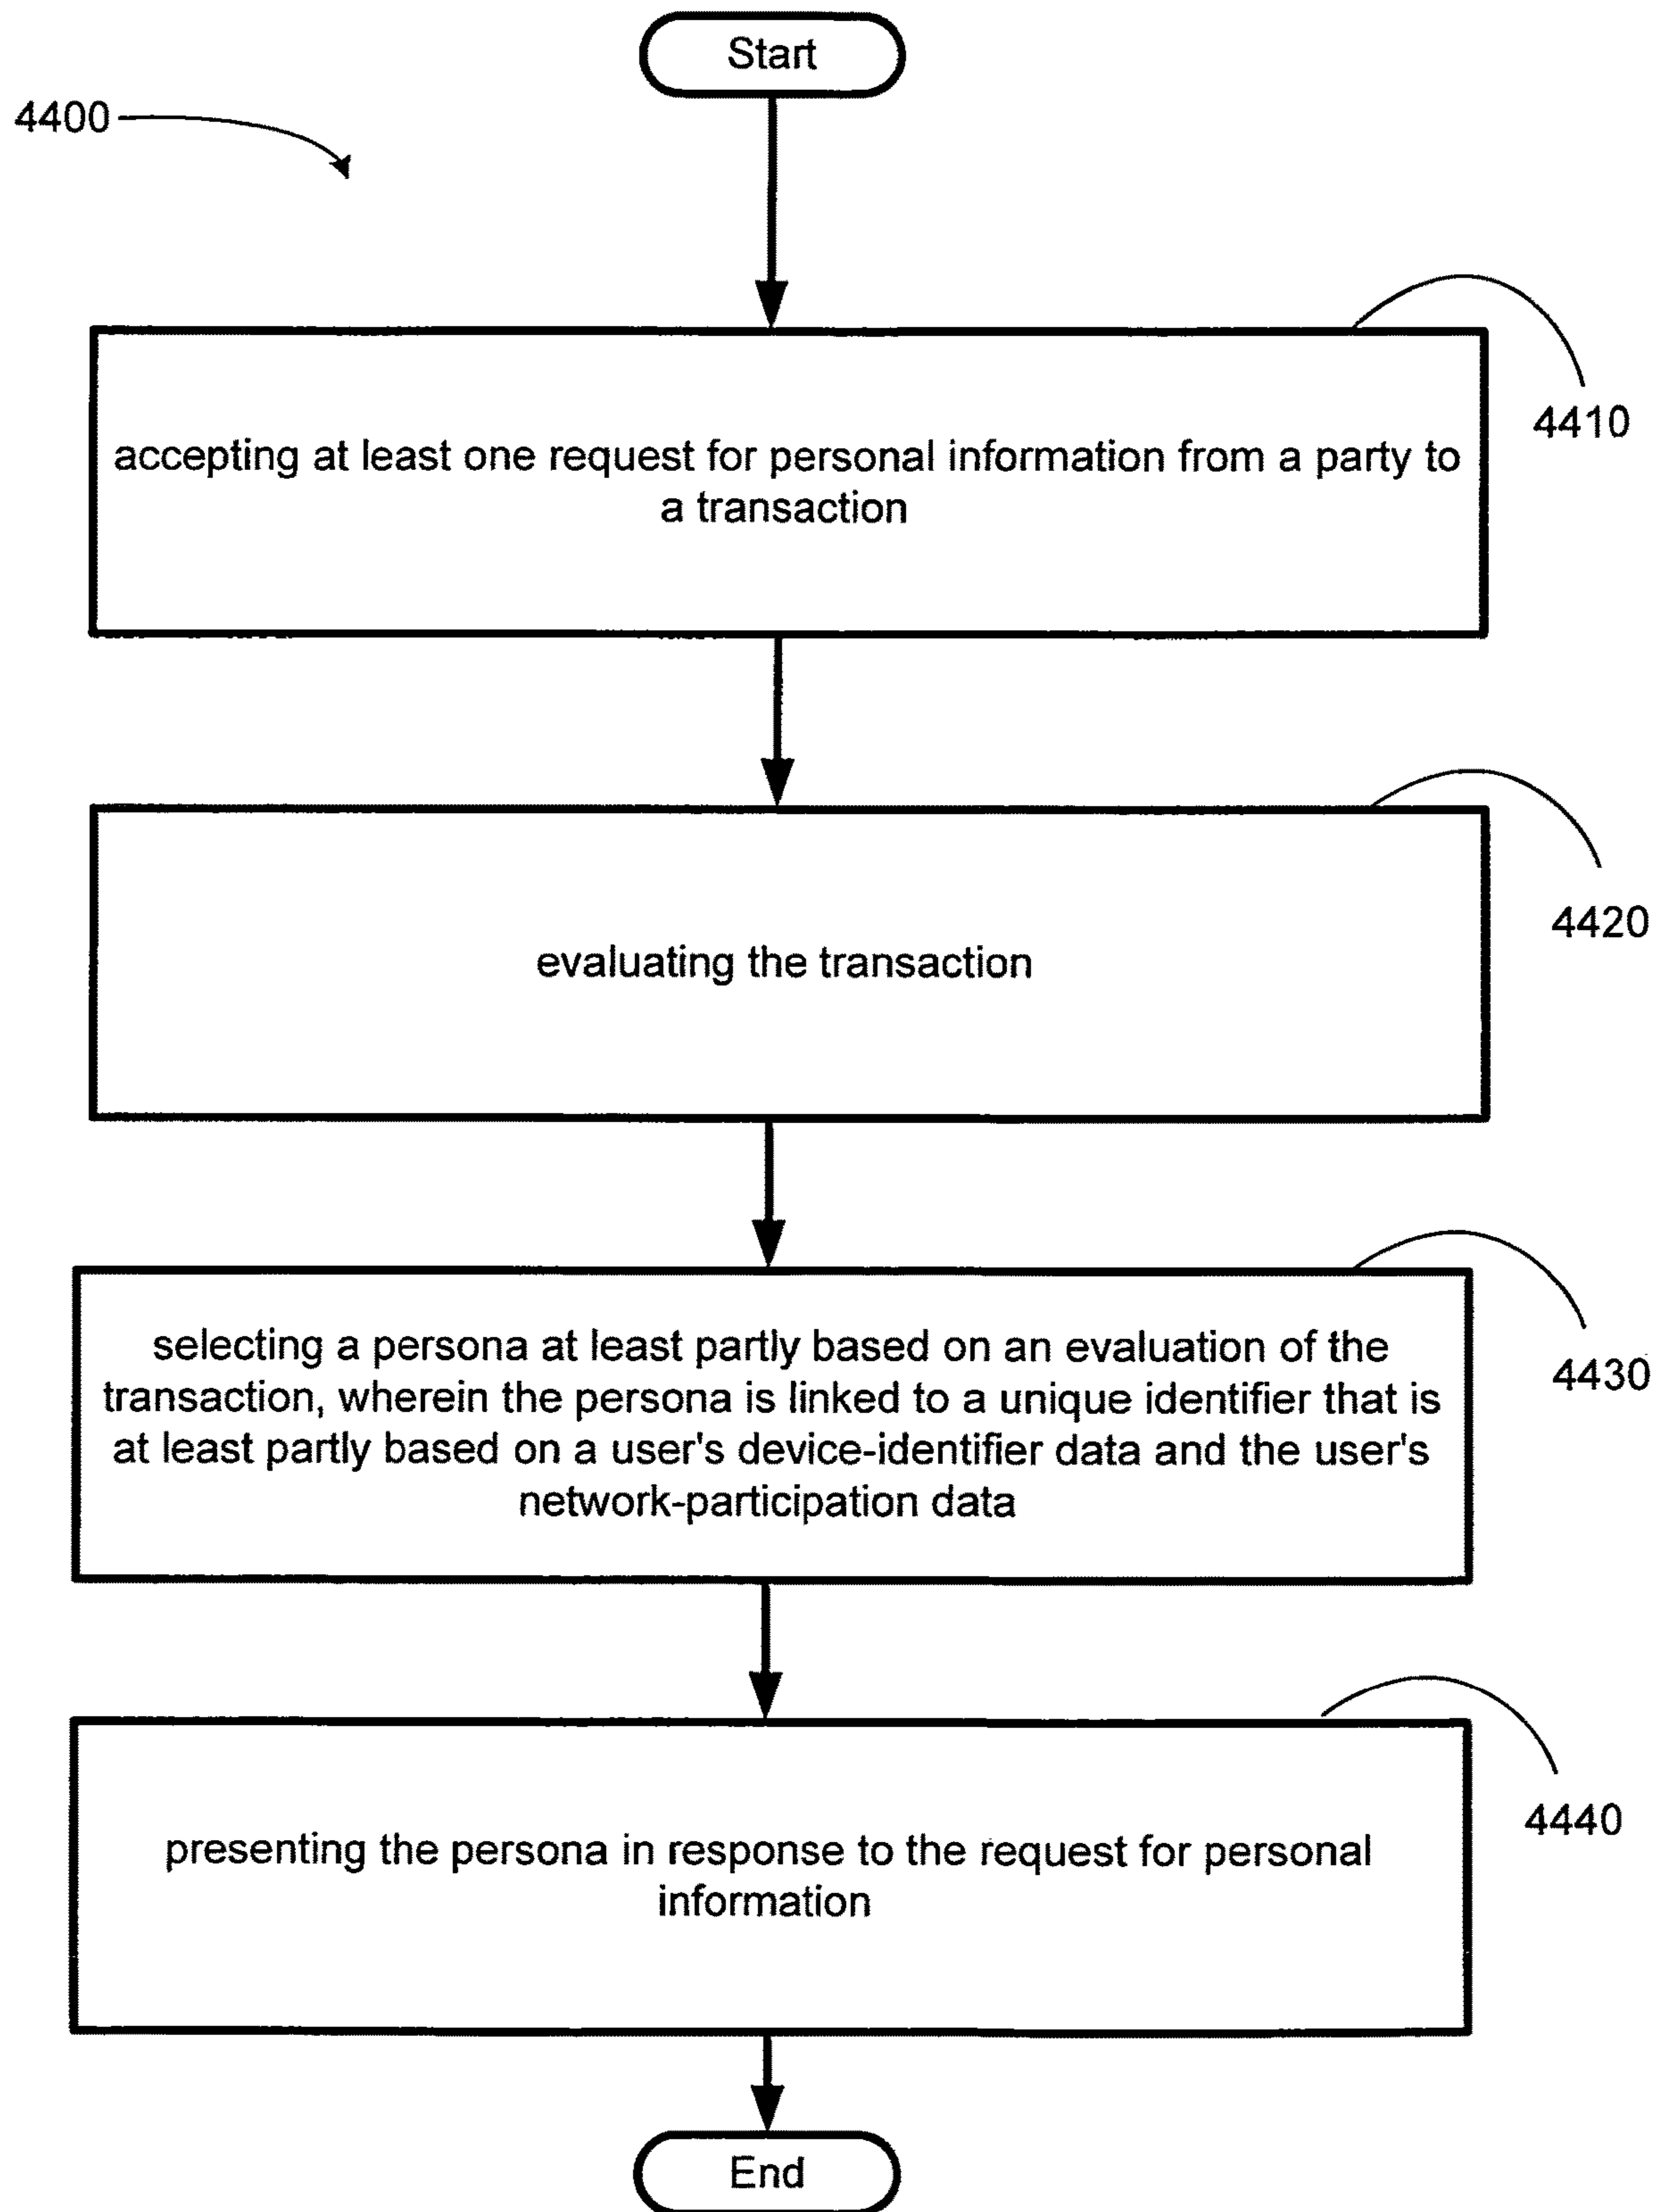 Start
4400
4410
accepting at least one request for personal information from a party to
a transaction
4420
evaluating the transaction
4430
selecting a persona at least partly based on an evaluation of the
transaction, wherein the persona is linked to a unique identifier that is
at least partly based on a user's device-identifier data and the user's
network-participation data
4440
presenting the persona in response to the request for personal
information
End